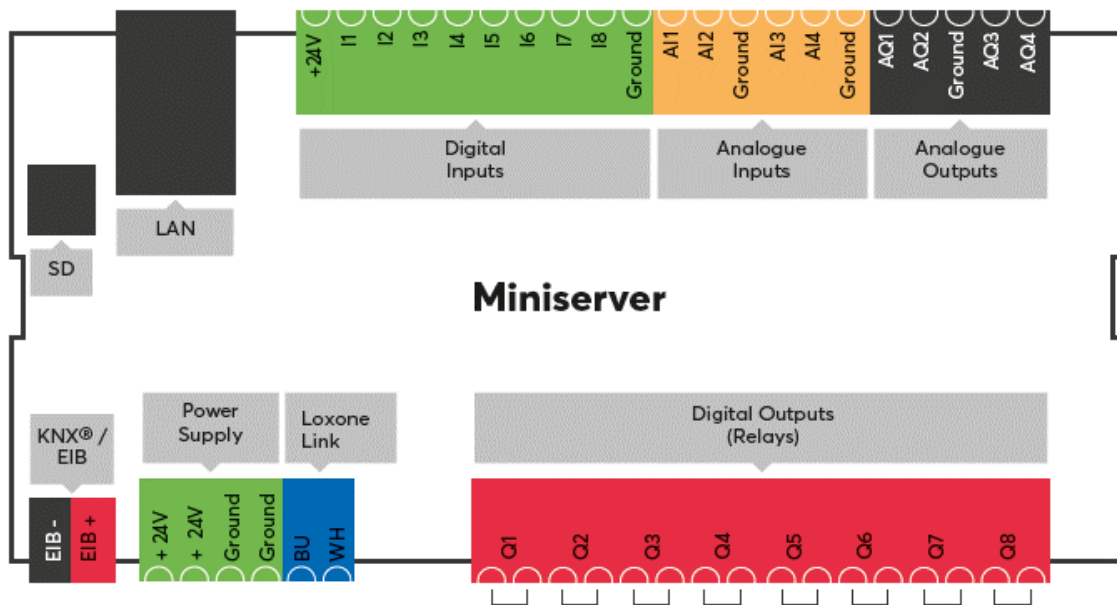 +24V
I1
I2
I3
I4
I5
I6
I7
I8
Ground
AI1
AI2
Ground
AI3
AI4
Ground
AQ1
AQ2
Ground
AQ3
AQ4
Digital
Inputs
Analogue
Inputs
Analogue
Outputs
LAN
SD
Miniserver
KNX® /
EIB
Power
Supply
Loxone
Link
Digital Outputs
(Relays)
EIB -
EIB +
+ 24V
+ 24V
Ground
Ground
BU
WH
Q1
Q2
Q3
Q4
Q5
Q6
Q7
Q8